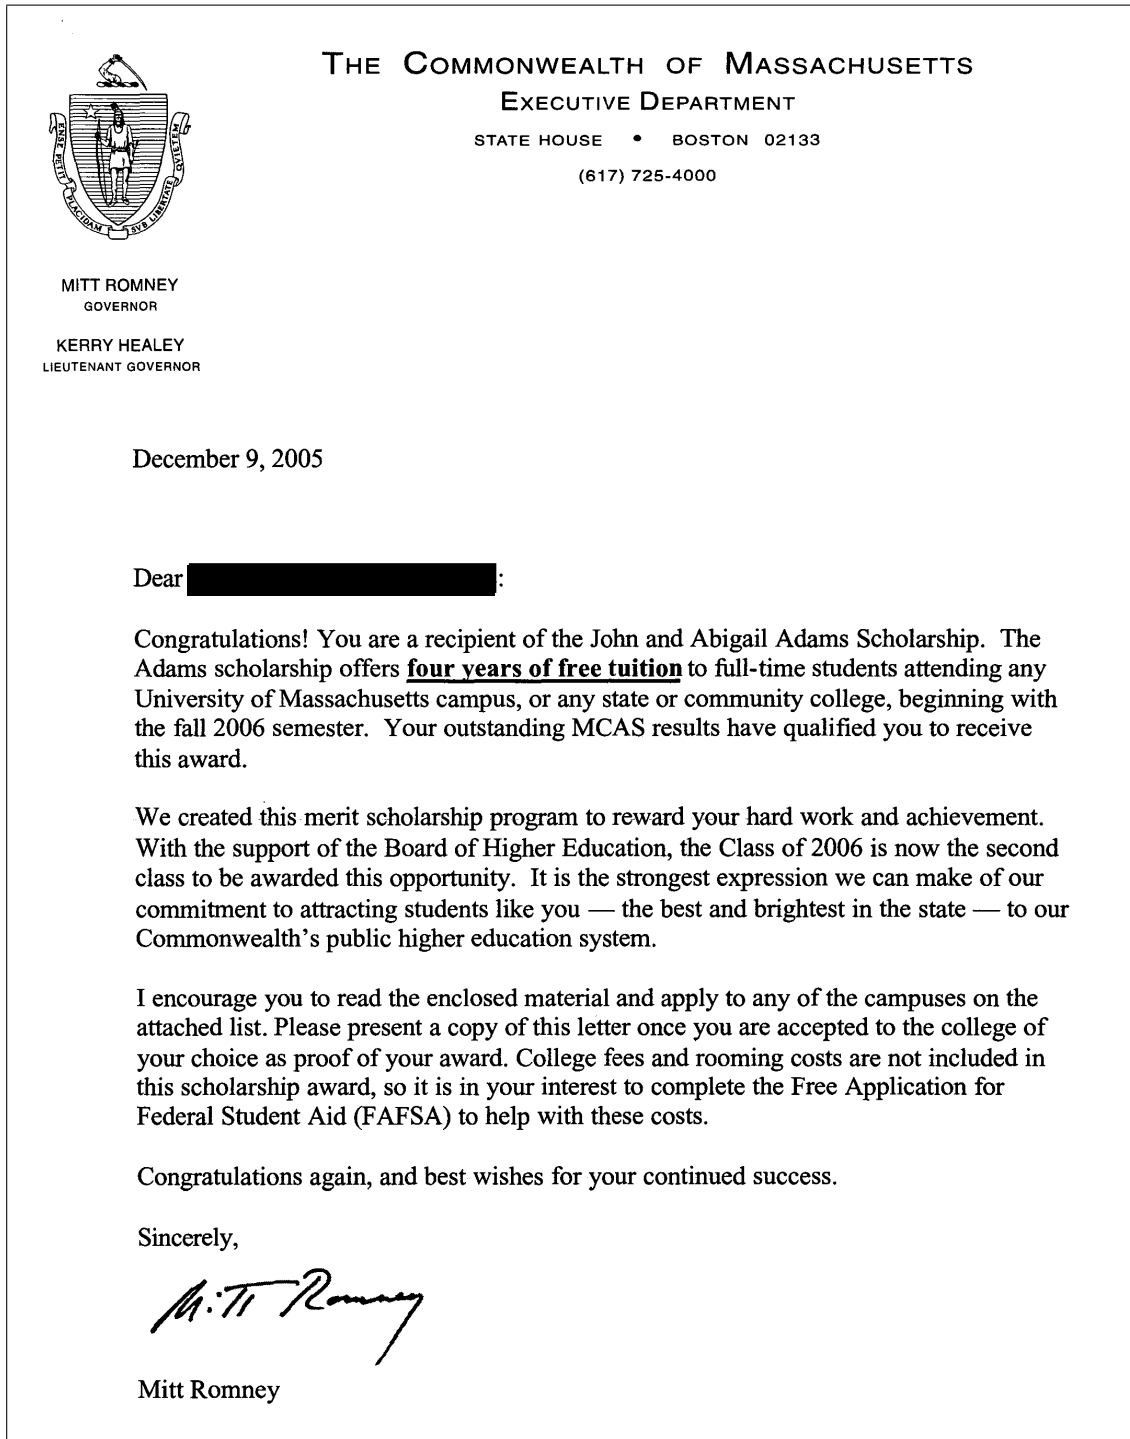 THE COMMONWEALTH OF MASSACHUSETTS
EXECUTIVE DEPARTMENT
STATE HOUSE • BOSTON 02133
(617) 725-4000
ENSE PETIT PLACIDAM SVB LIBERTATE QVIETEM
MITT ROMNEY
GOVERNOR
KERRY HEALEY
LIEUTENANT GOVERNOR
December 9, 2005
Dear :
Congratulations! You are a recipient of the John and Abigail Adams Scholarship. The
Adams scholarship offers four years of free tuition to full-time students attending any
University of Massachusetts campus, or any state or community college, beginning with
the fall 2006 semester. Your outstanding MCAS results have qualified you to receive
this award.
We created this merit scholarship program to reward your hard work and achievement.
With the support of the Board of Higher Education, the Class of 2006 is now the second
class to be awarded this opportunity. It is the strongest expression we can make of our
commitment to attracting students like you — the best and brightest in the state — to our
Commonwealth's public higher education system.
I encourage you to read the enclosed material and apply to any of the campuses on the
attached list. Please present a copy of this letter once you are accepted to the college of
your choice as proof of your award. College fees and rooming costs are not included in
this scholarship award, so it is in your interest to complete the Free Application for
Federal Student Aid (FAFSA) to help with these costs.
Congratulations again, and best wishes for your continued success.
Sincerely,
Mitt Romney
Mitt Romney